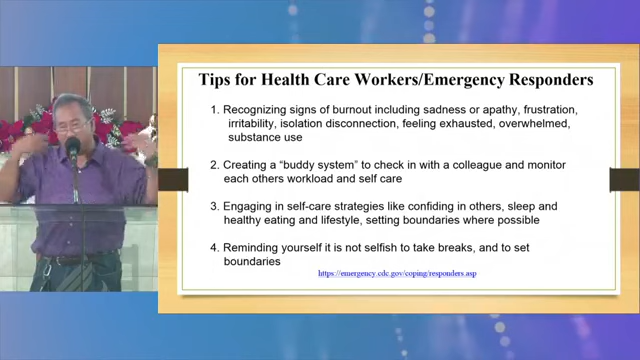 Tips for Health Care Workers/Emergency Responders
1. Recognizing signs of burnout including sadness or apathy, frustration,
irritability, isolation disconnection, feeling exhausted, overwhelmed,
substance use
2. Creating a “buddy system” to check in with a colleague and monitor
each others workload and self care
3. Engaging in self-care strategies like confiding in others, sleep and
healthy eating and lifestyle, setting boundaries where possible
4. Reminding yourself it is not selfish to take breaks, and to set
boundaries
https://emergency.cdc.gov/coping/responders.asp